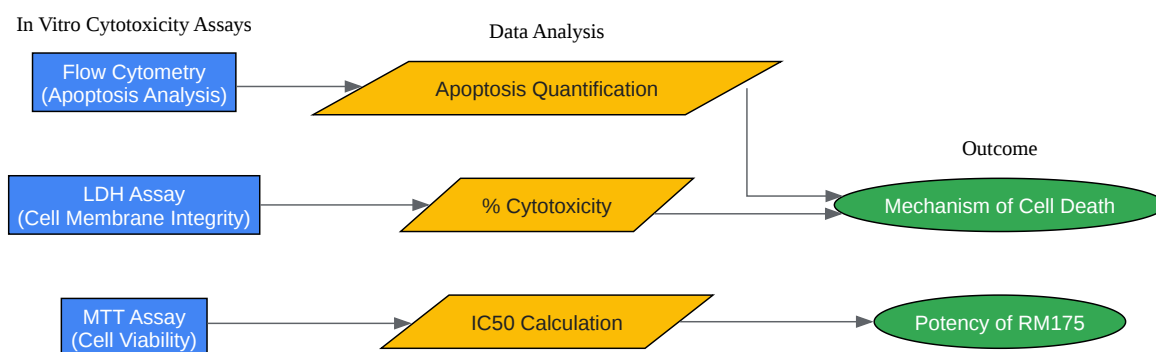 In Vitro Cytotoxicity Assays
Data Analysis
Flow Cytometry
(Apoptosis Analysis)
Apoptosis Quantification
Outcome
LDH Assay
(Cell Membrane Integrity)
% Cytotoxicity
Mechanism of Cell Death
MTT Assay
(Cell Viability)
IC50 Calculation
Potency of RM175